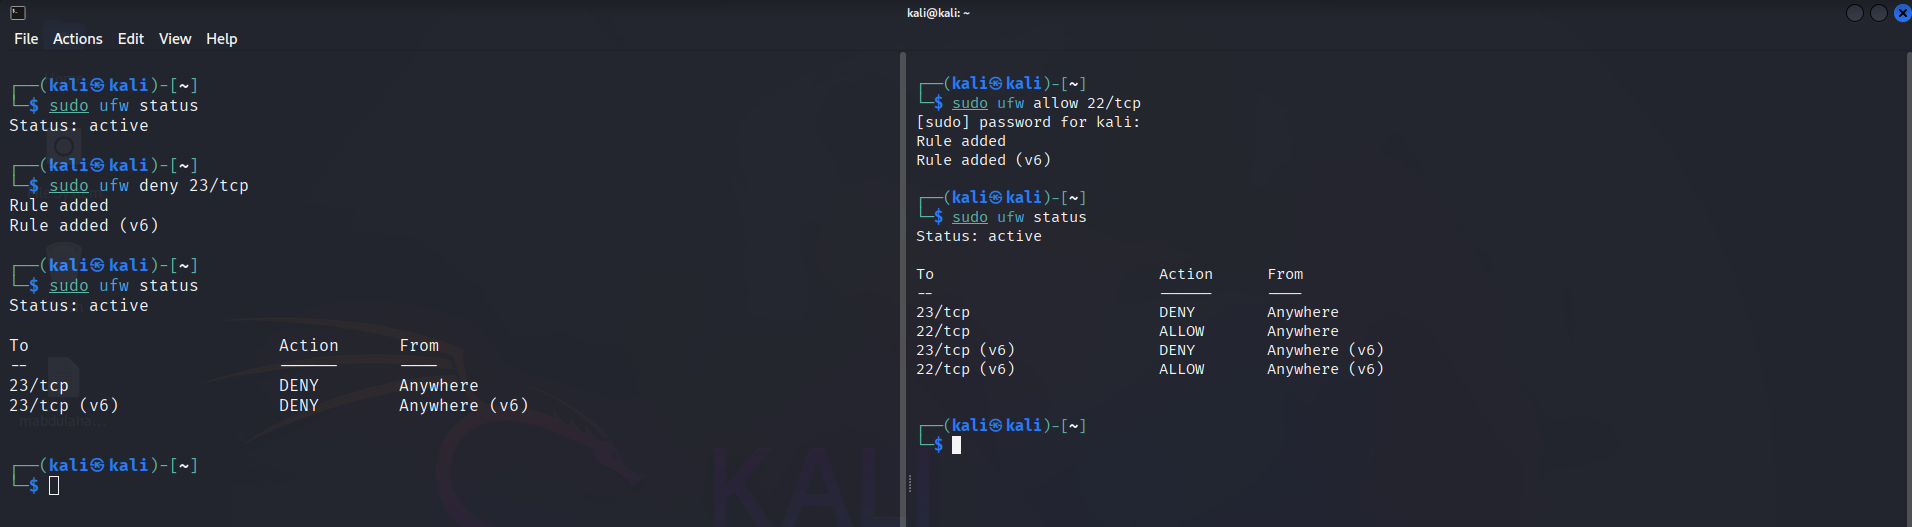 kali@kali: ~
File Actions Edit View Help
┌──(kali㉿kali)-[~]
└─$ sudo ufw status
Status: active
┌──(kali㉿kali)-[~]
└─$ sudo ufw deny 23/tcp
Rule added
Rule added (v6)
┌──(kali㉿kali)-[~]
└─$ sudo ufw status
Status: active
To Action From
-- ------ ----
23/tcp DENY Anywhere
23/tcp (v6) DENY Anywhere (v6)
┌──(kali㉿kali)-[~]
└─$
┌──(kali㉿kali)-[~]
└─$ sudo ufw allow 22/tcp
[sudo] password for kali:
Rule added
Rule added (v6)
┌──(kali㉿kali)-[~]
└─$ sudo ufw status
Status: active
To Action From
-- ------ ----
23/tcp DENY Anywhere
22/tcp ALLOW Anywhere
23/tcp (v6) DENY Anywhere (v6)
22/tcp (v6) ALLOW Anywhere (v6)
┌──(kali㉿kali)-[~]
└─$
KALI